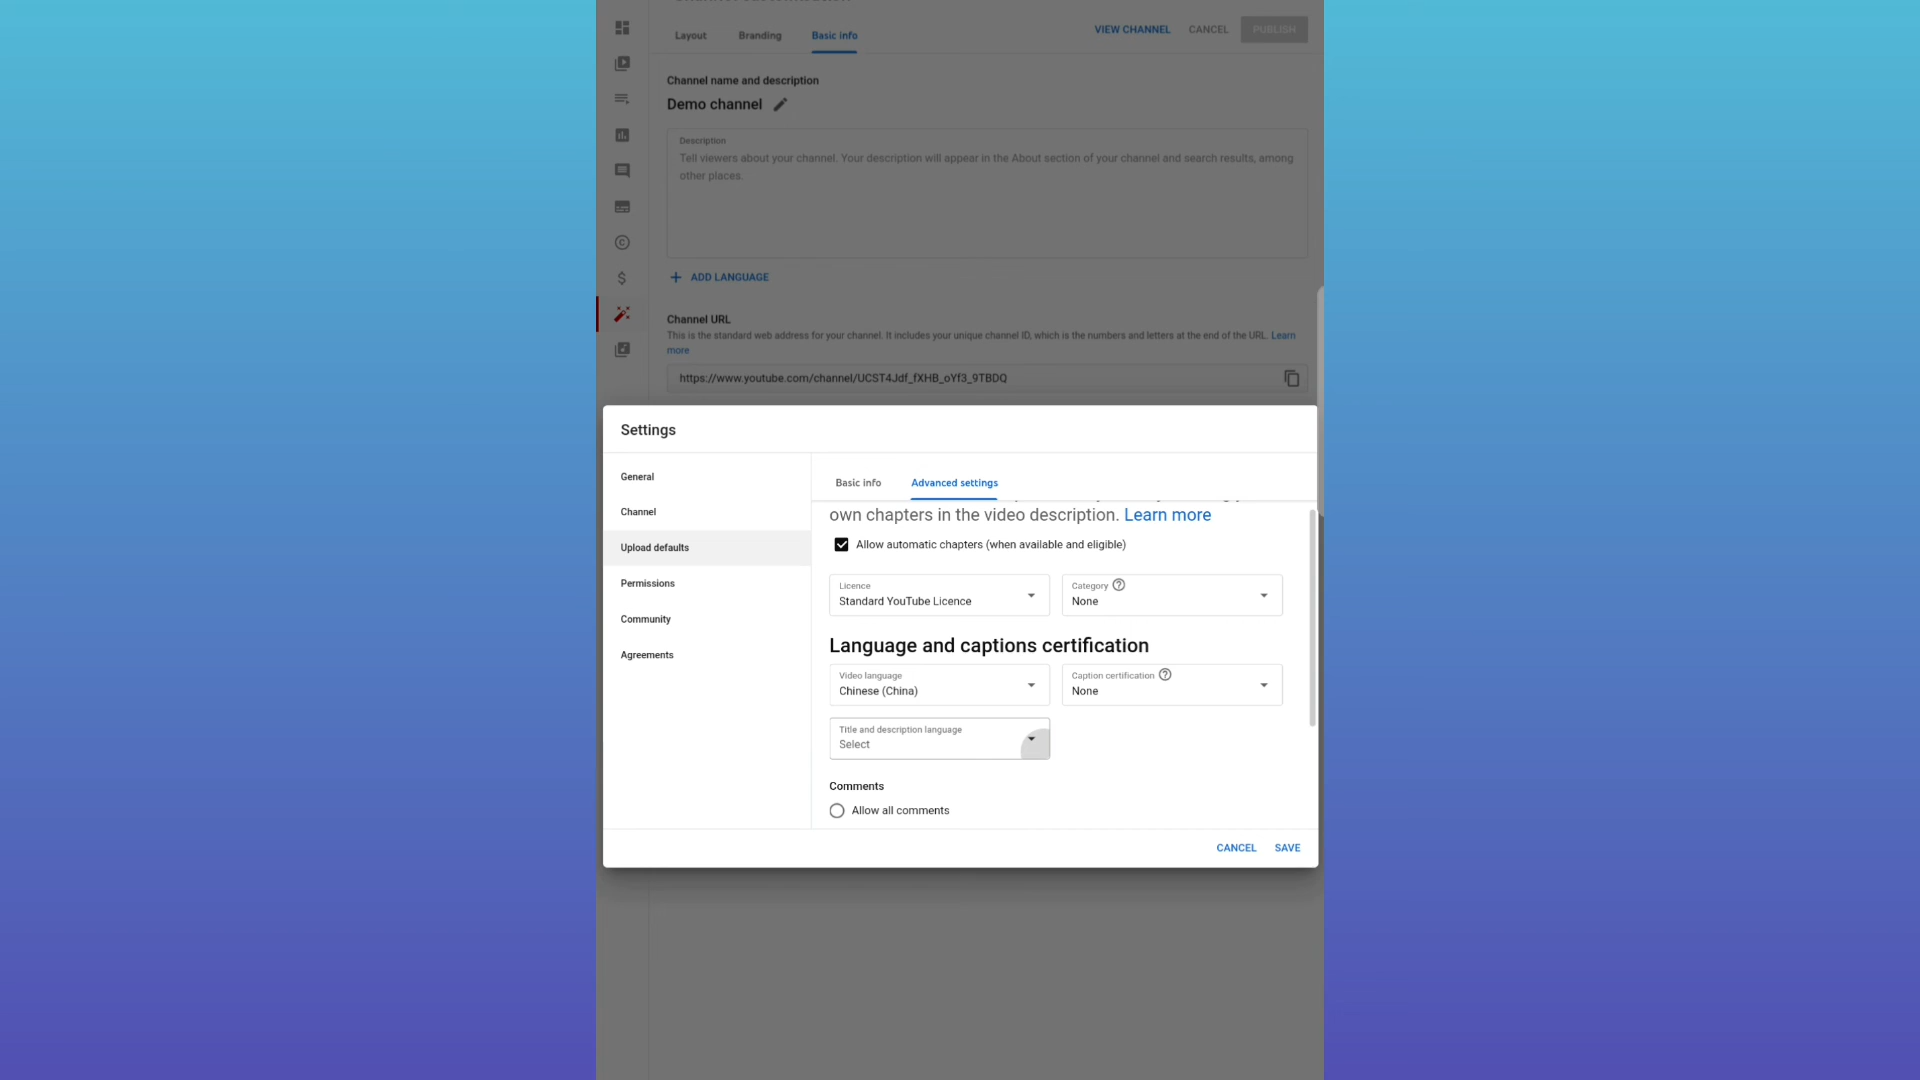 Layout
Branding
Basic info
VIEW CHANNEL
CANCEL
PUBLISH
Channel name and description
Demo channel
Description
Tell viewers about your channel. Your description will appear in the About section of your channel and search results, among
other places.
ADD LANGUAGE
Channel URL
This is the standard web address for your channel. It includes your unique channel ID, which is the numbers and letters at the end of the URL. Learn
more
https://www.youtube.com/channel/UCST4Jdf_fXHB_oYf3_9TBDQ
Settings
General
Channel
Upload defaults
Permissions
Community
Agreements
Basic info
Advanced settings
own chapters in the video description. Learn more
Allow automatic chapters (when available and eligible)
Licence
Standard YouTube Licence
Category
None
Language and captions certification
Video language
Chinese (China)
Caption certification
None
Title and description language
Select
Comments
Allow all comments
CANCEL
SAVE